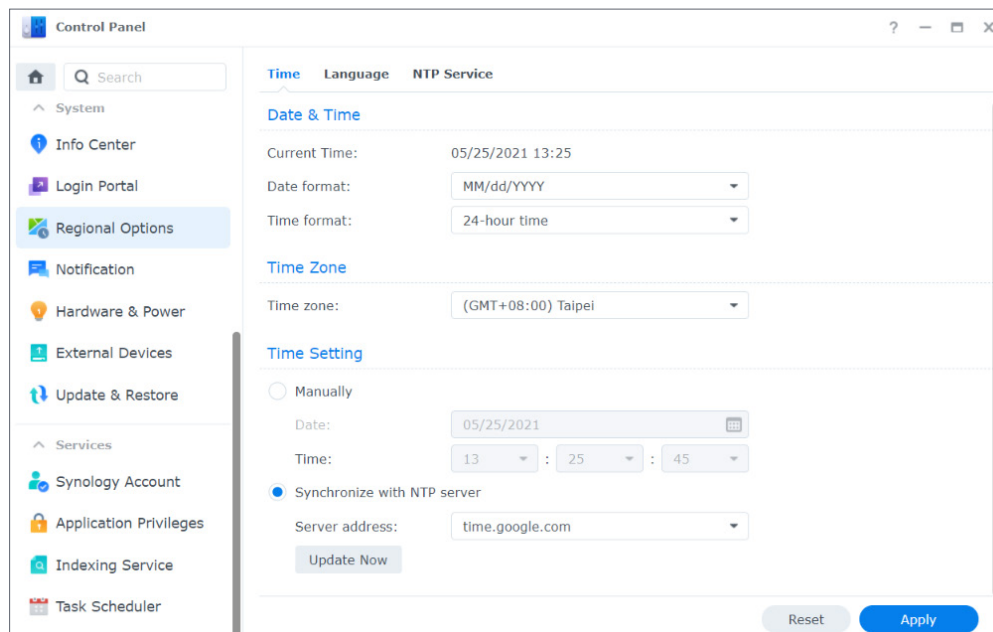 Control Panel
?
Search
System
Info Center
Login Portal
Regional Options
Notification
Hardware & Power
External Devices
Update & Restore
Services
Synology Account
Application Privileges
Indexing Service
Task Scheduler
Time Language NTP Service
Date & Time
Current Time: 05/25/2021 13:25
Date format: MM/dd/YYYY
Time format: 24-hour time
Time Zone
Time zone: (GMT+08:00) Taipei
Time Setting
Manually
Date: 05/25/2021
Time: 13 : 25 : 45
Synchronize with NTP server
Server address: time.google.com
Update Now
Reset Apply